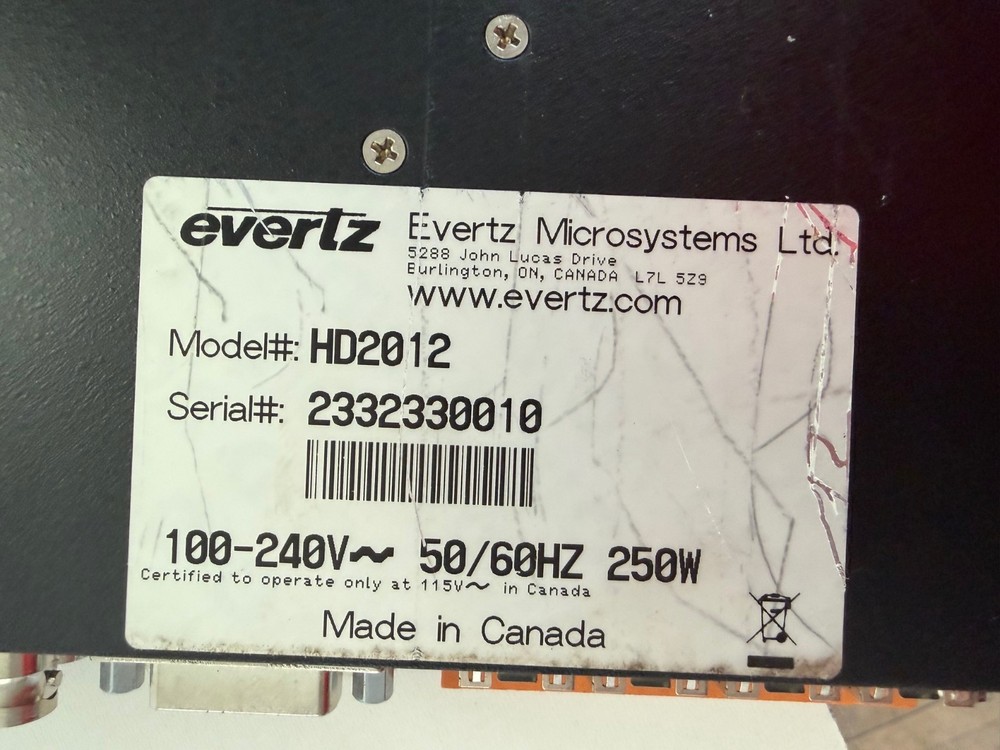 evertz
Evertz Microsystems Ltd.
5288 John Lucas Drive
Burlington, ON, CANADA L7L 5Z9
www.evertz.com
Model#: HD2012
Serial#: 2332330010
100-240V~ 50/60HZ 250W
Certified to operate only at 115V~ in Canada
Made in Canada